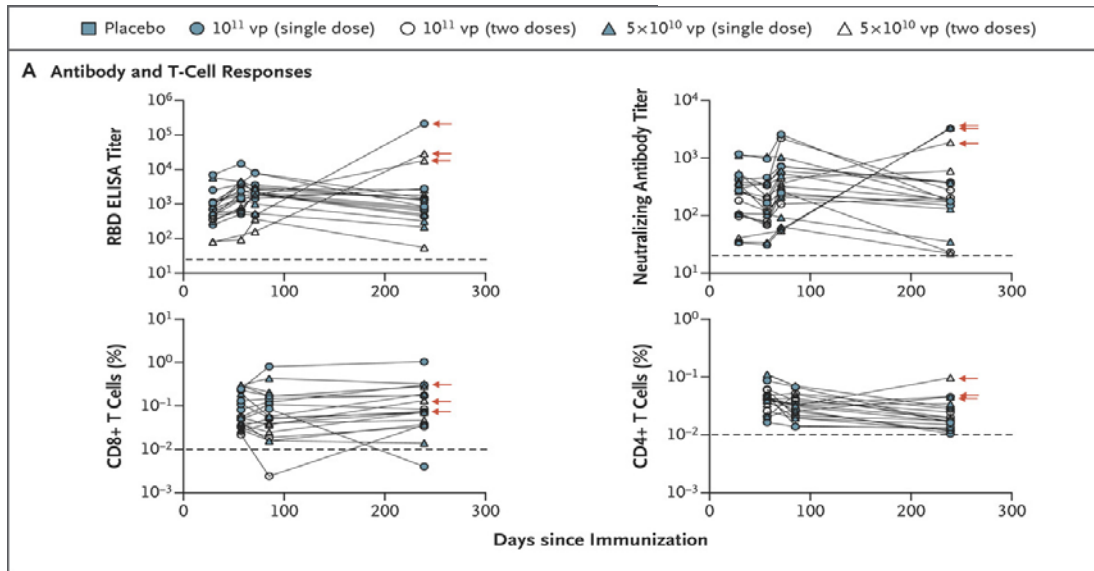 Placebo 10¹¹ vp (single dose) 10¹¹ vp (two doses) 5×10¹⁰ vp (single dose) 5×10¹⁰ vp (two doses)
A Antibody and T-Cell Responses
RBD ELISA Titer
10⁶
10⁵
10⁴
10³
10²
10¹
0 100 200 300
Neutralizing Antibody Titer
10⁴
10³
10²
10¹
0 100 200 300
CD8+ T Cells (%)
10¹
10⁰
10⁻¹
10⁻²
10⁻³
0 100 200 300
CD4+ T Cells (%)
10⁰
10⁻¹
10⁻²
10⁻³
0 100 200 300
Days since Immunization